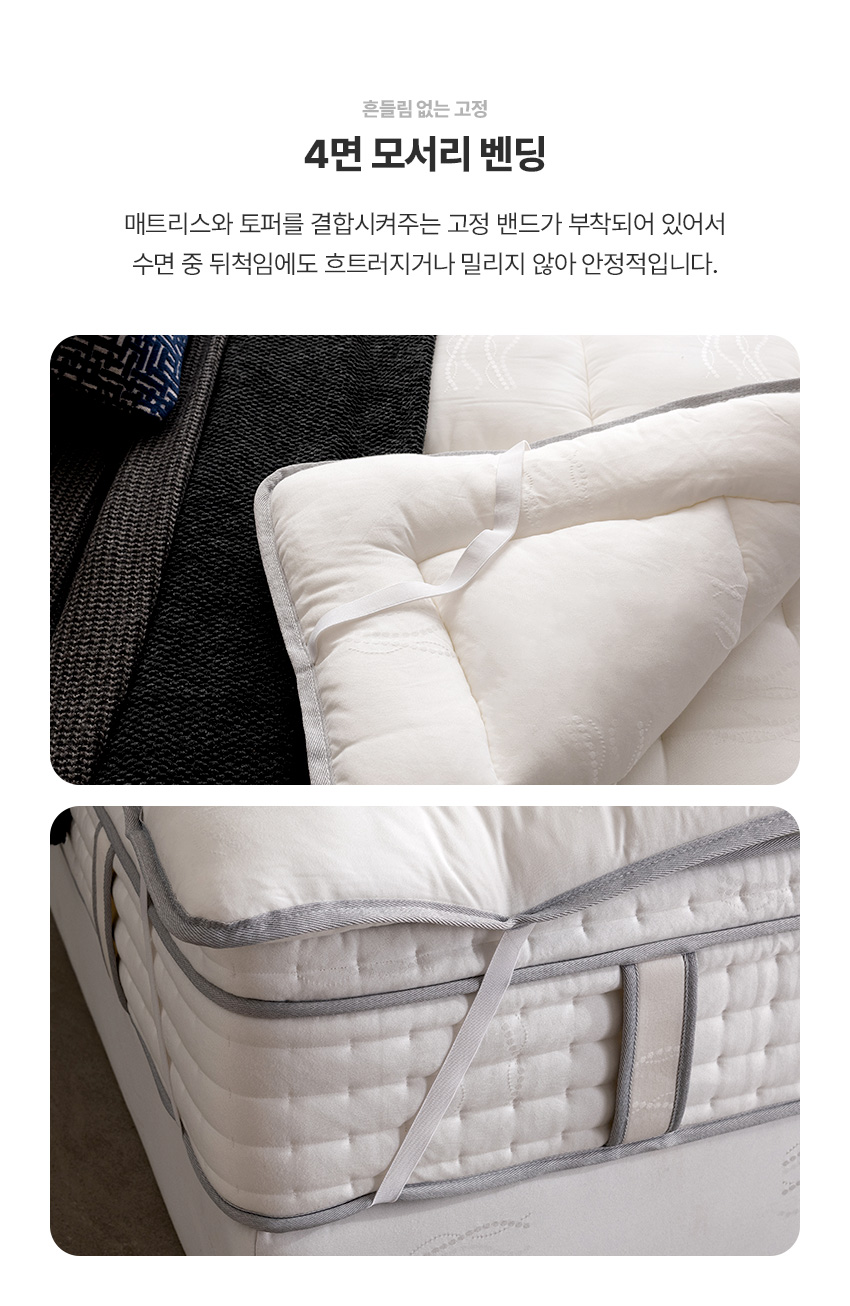 흔들림 없는 고정
4면 모서리 벤딩
매트리스와 토퍼를 결합시켜주는 고정 밴드가 부착되어 있어서
수면 중 뒤척임에도 흐트러지거나 밀리지 않아 안정적입니다.